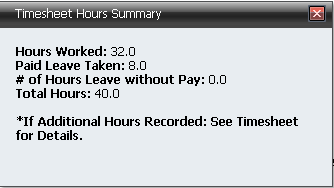 Timesheet Hours Summary
Hours Worked: 32.0
Paid Leave Taken: 8.0
# of Hours Leave without Pay: 0.0
Total Hours: 40.0
*If Additional Hours Recorded: See Timesheet
for Details.